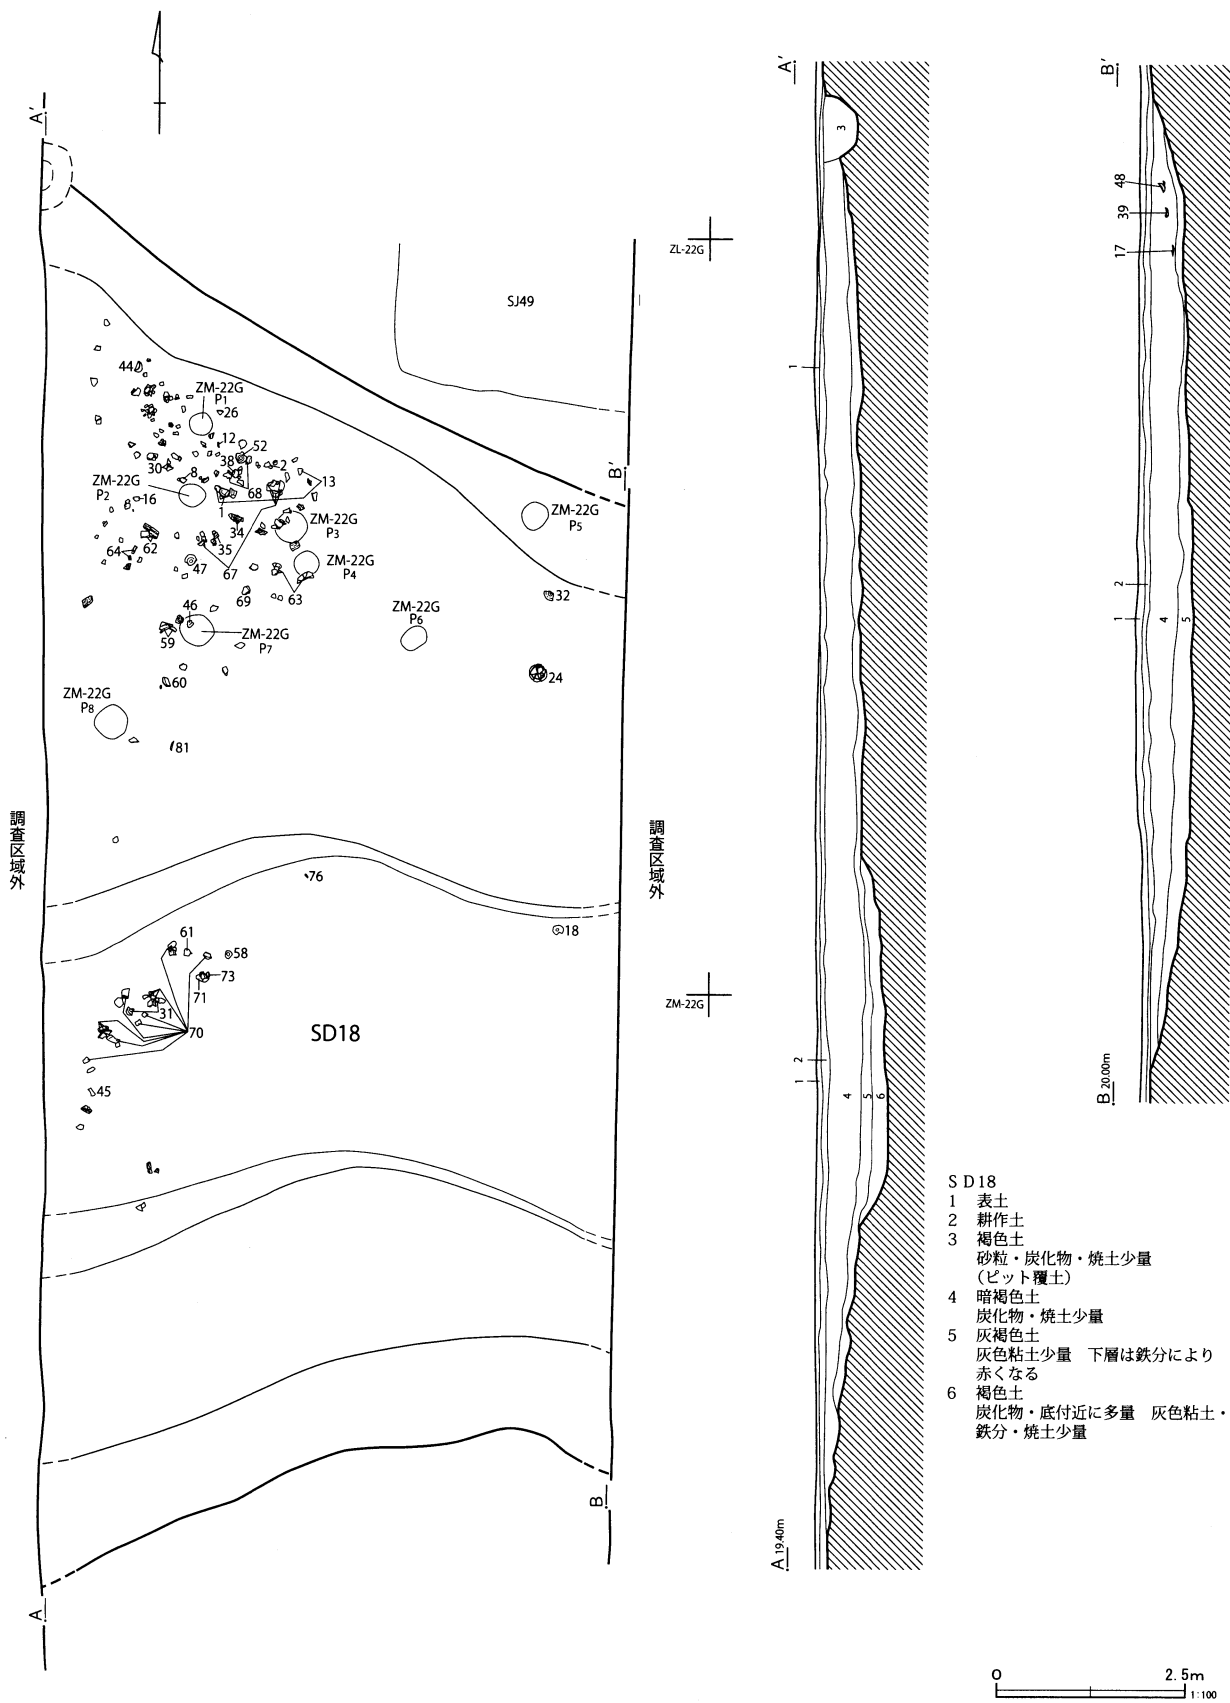 A'
ZL-22G
SJ49
44
ZM-22G
P1
26
12
52
38
2
30
8
13
ZM-22G
P2
16
68
1
34
ZM-22G
P3
ZM-22G
P5
62
35
64
47
67
ZM-22G
P4
69
63
32
46
ZM-22G
P6
59
ZM-22G
P7
60
24
ZM-22G
P8
81
B'
調査区域外
調査区域外
76
18
61
58
73
71
31
70
SD18
ZM-22G
45
B
A
A'
3
1
2
1
4
5
6
A 19.40m
B'
48
39
17
2
1
4
5
B 20.00m
SD18
1 表土
2 耕作土
3 褐色土
砂粒・炭化物・焼土少量
（ピット覆土）
4 暗褐色土
炭化物・焼土少量
5 灰褐色土
灰色粘土少量　下層は鉄分により
赤くなる
6 褐色土
炭化物・底付近に多量　灰色粘土・
鉄分・焼土少量
0 2.5m
1:100